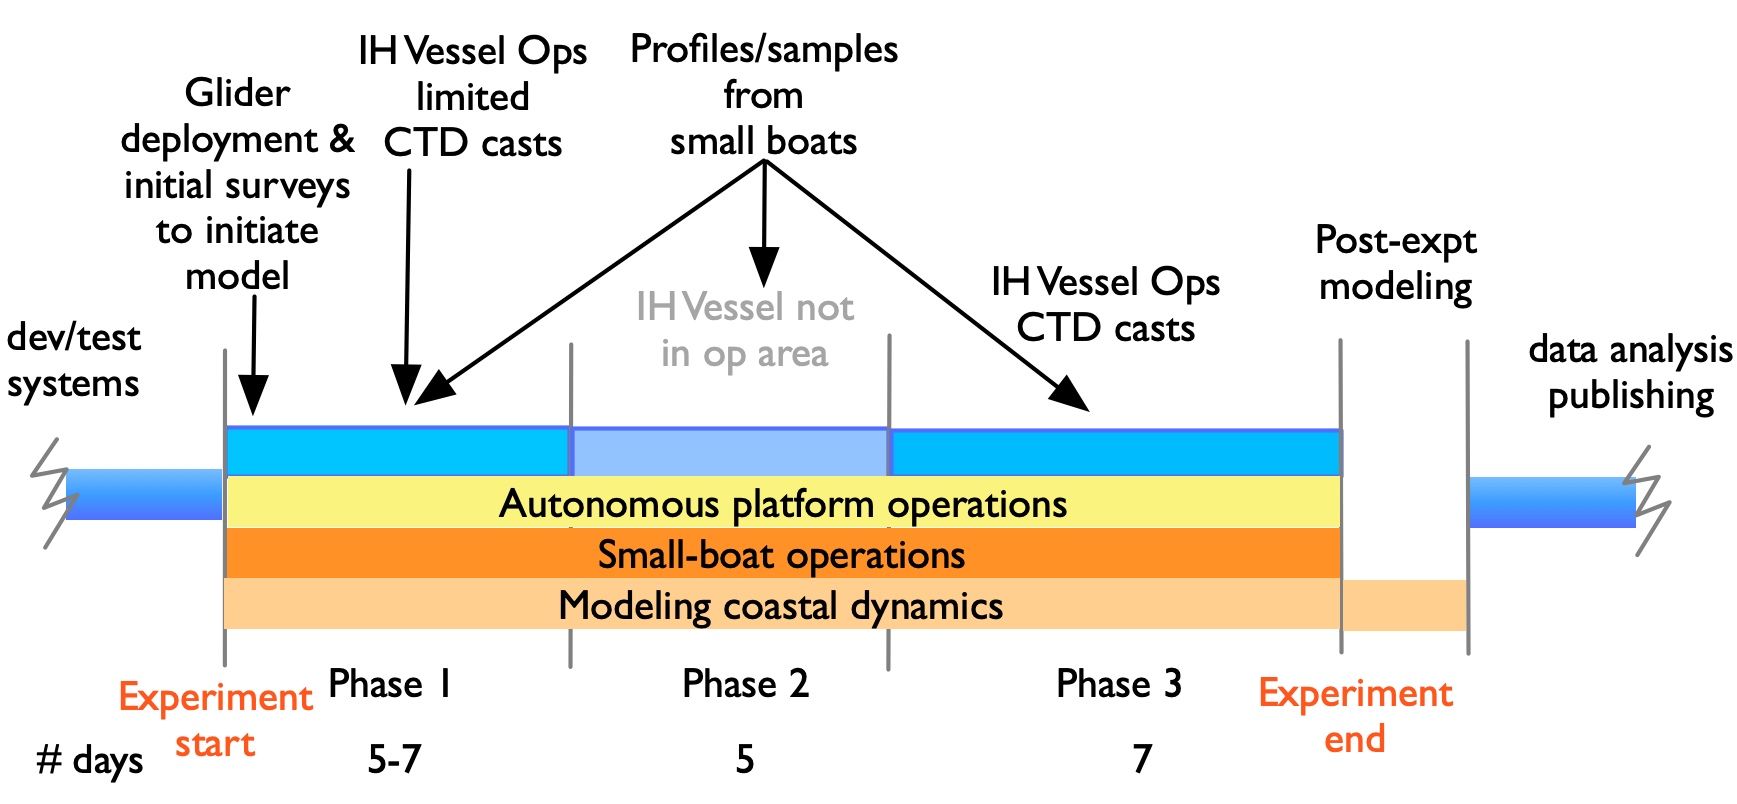 IH Vessel Ops
limited
CTD casts
Profiles/samples
from
small boats
Glider
deployment &
initial surveys
to initiate
model
Post-expt
modeling
IH Vessel Ops
CTD casts
IH Vessel not
in op area
dev/test
systems
data analysis
publishing
Autonomous platform operations
Small-boat operations
Modeling coastal dynamics
Experiment
start
Phase 1
Phase 2
Phase 3
Experiment
end
# days
5-7
5
7